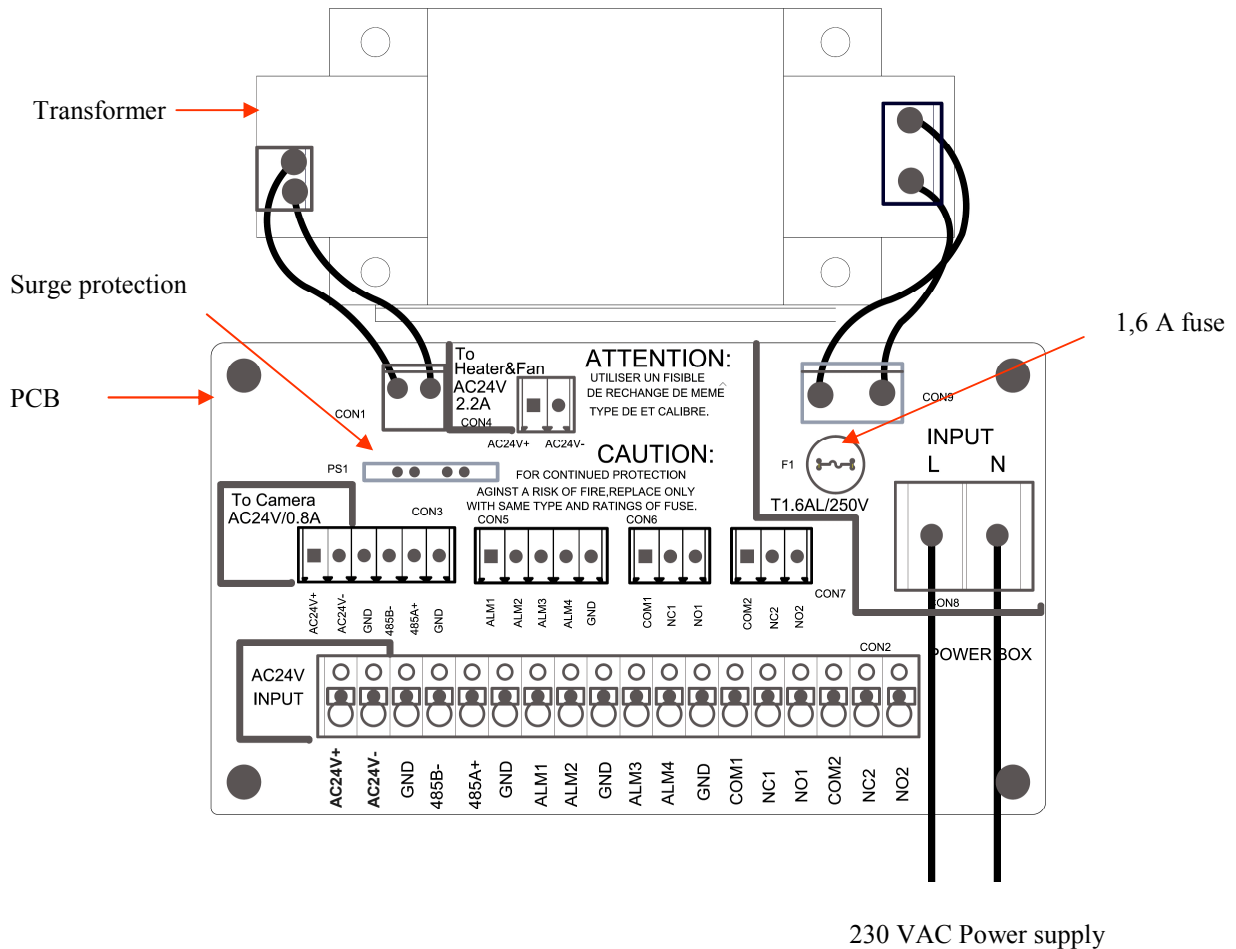 Transformer
Surge protection
1,6 A fuse
PCB
To
Heater&Fan
AC24V
2.2A
CON4
CON1
AC24V+
AC24V-
ATTENTION:
UTILISER UN FISIBLE
DE RECHANGE DE MEME
TYPE DE ET CALIBRE.
CON9
INPUT
L
N
F1
T1.6AL/250V
CAUTION:
FOR CONTINUED PROTECTION
AGINST A RISK OF FIRE,REPLACE ONLY
WITH SAME TYPE AND RATINGS OF FUSE.
PS1
To Camera
AC24V/0.8A
CON3
CON5
CON6
CON7
CON8
AC24V+
AC24V-
GND
485B-
485A+
GND
ALM1
ALM2
ALM3
ALM4
GND
COM1
NC1
NO1
COM2
NC2
NO2
CON2
POWER BOX
AC24V
INPUT
AC24V+
AC24V-
GND
485B-
485A+
GND
ALM1
ALM2
GND
ALM3
ALM4
GND
COM1
NC1
NO1
COM2
NC2
NO2
230 VAC Power supply